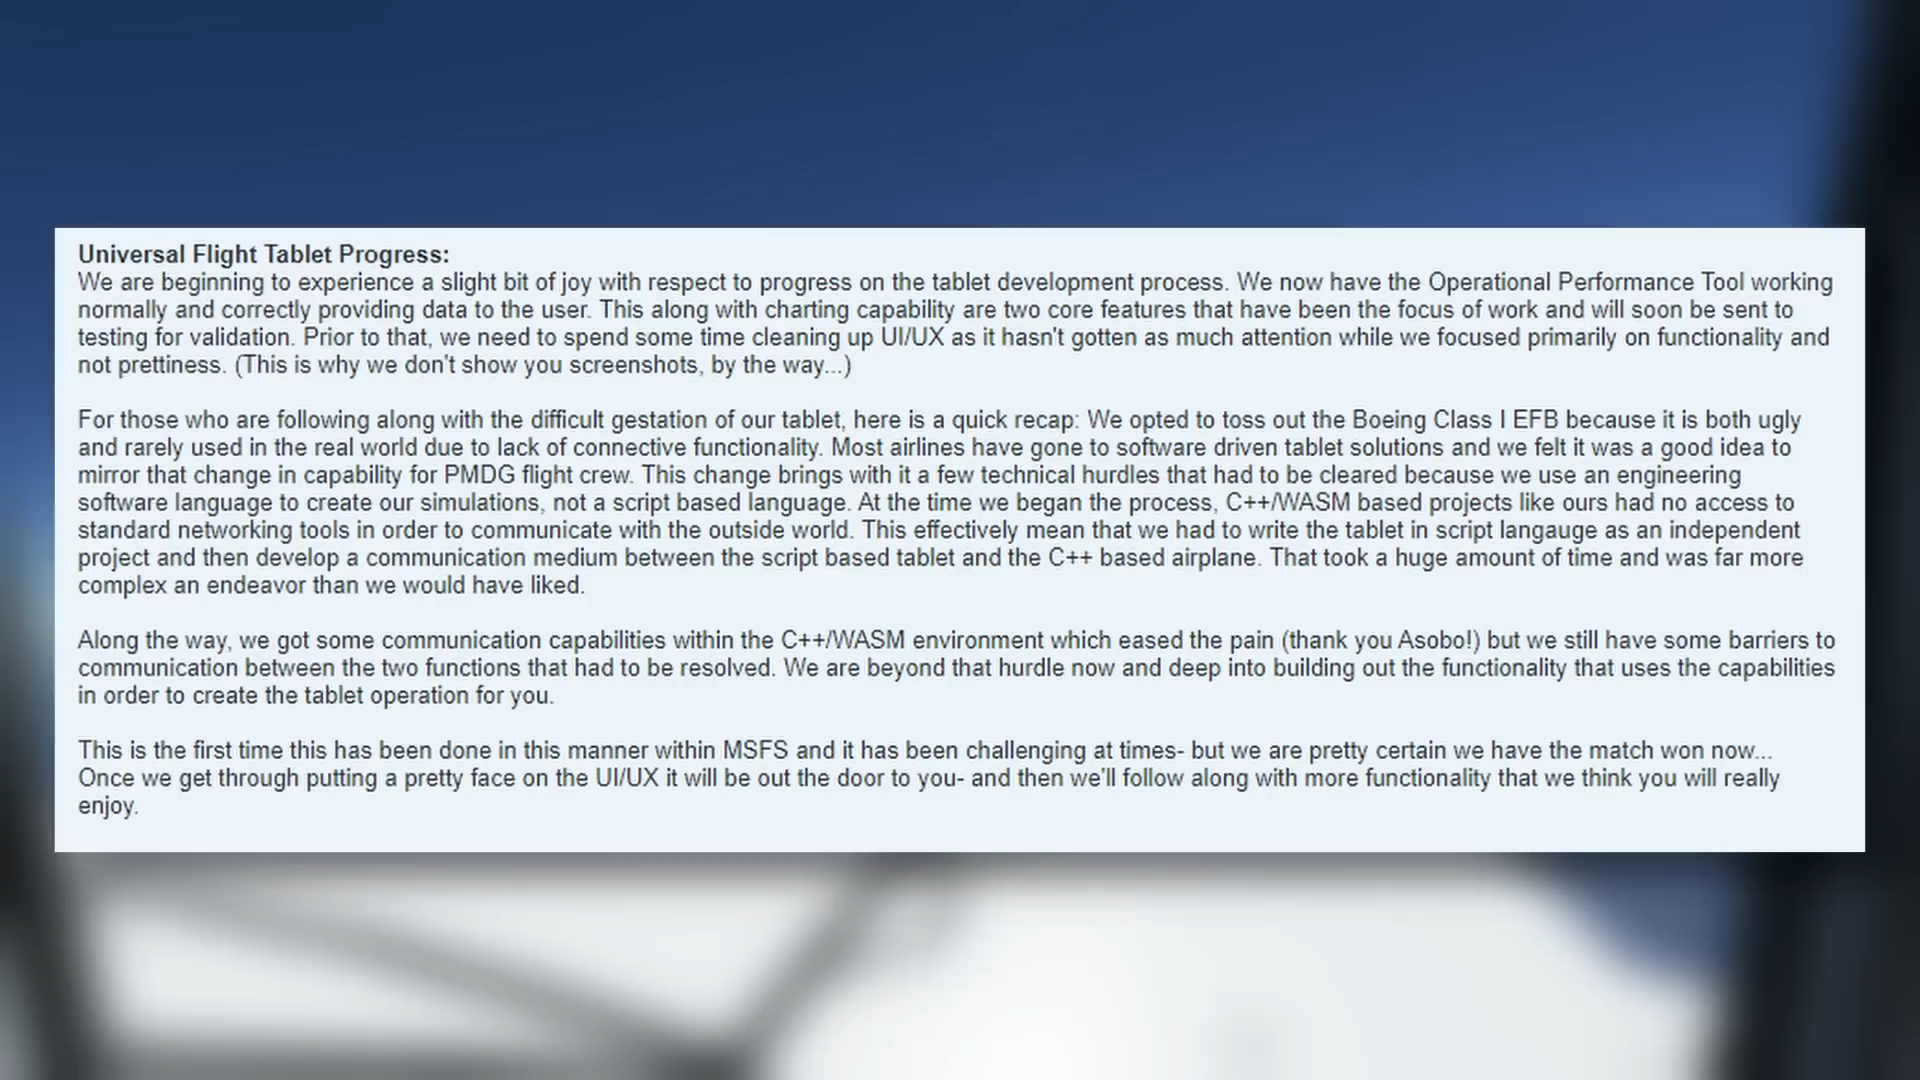 Universal Flight Tablet Progress:
We are beginning to experience a slight bit of joy with respect to progress on the tablet development process. We now have the Operational Performance Tool working
normally and correctly providing data to the user. This along with charting capability are two core features that have been the focus of work and will soon be sent to
testing for validation. Prior to that, we need to spend some time cleaning up UI/UX as it hasn't gotten as much attention while we focused primarily on functionality and
not prettiness. (This is why we don't show you screenshots, by the way...)
For those who are following along with the difficult gestation of our tablet, here is a quick recap: We opted to toss out the Boeing Class I EFB because it is both ugly
and rarely used in the real world due to lack of connective functionality. Most airlines have gone to software driven tablet solutions and we felt it was a good idea to
mirror that change in capability for PMDG flight crew. This change brings with it a few technical hurdles that had to be cleared because we use an engineering
software language to create our simulations, not a script based language. At the time we began the process, C++/WASM based projects like ours had no access to
standard networking tools in order to communicate with the outside world. This effectively mean that we had to write the tablet in script langauge as an independent
project and then develop a communication medium between the script based tablet and the C++ based airplane. That took a huge amount of time and was far more
complex an endeavor than we would have liked.
Along the way, we got some communication capabilities within the C++/WASM environment which eased the pain (thank you Asobo!) but we still have some barriers to
communication between the two functions that had to be resolved. We are beyond that hurdle now and deep into building out the functionality that uses the capabilities
in order to create the tablet operation for you.
This is the first time this has been done in this manner within MSFS and it has been challenging at times- but we are pretty certain we have the match won now...
Once we get through putting a pretty face on the UI/UX it will be out the door to you- and then we'll follow along with more functionality that we think you will really
enjoy.